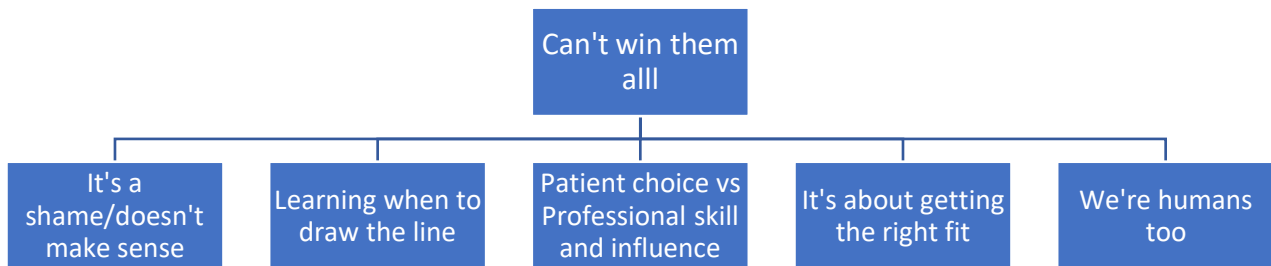 Can't win them
alll
It's a
shame/doesn't
make sense
Learning when to
draw the line
Patient choice vs
Professional skill
and influence
It's about getting
the right fit
We're humans
too